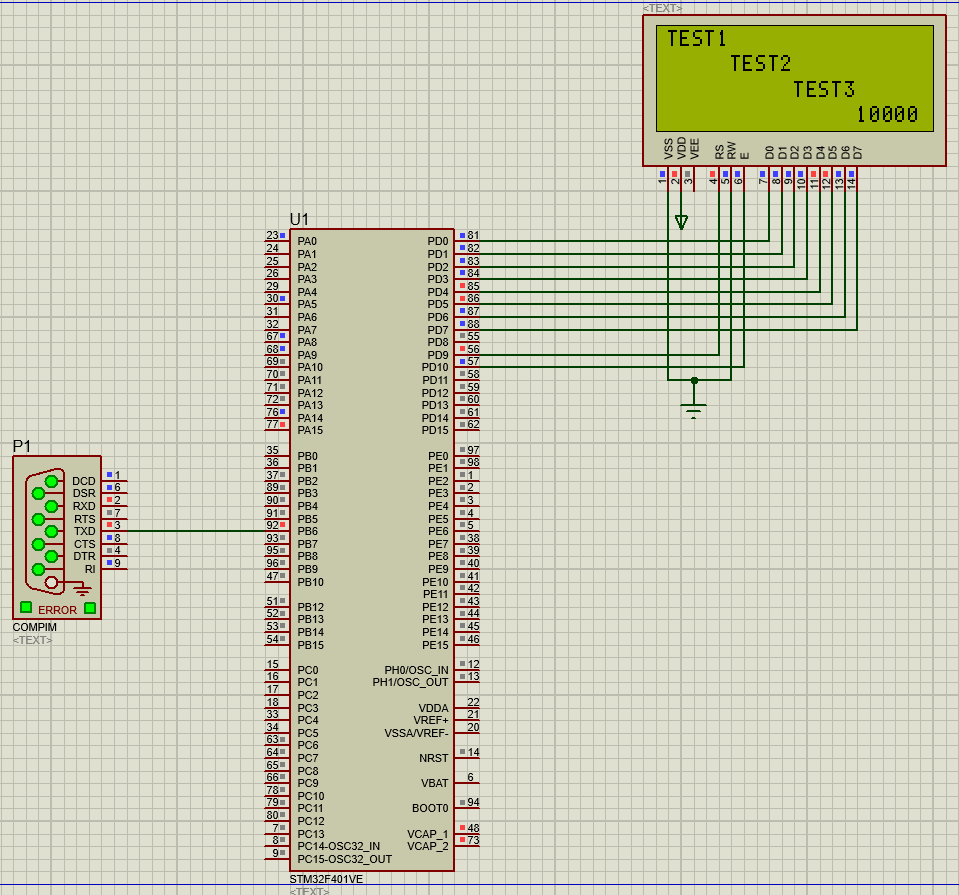 <TEXT>
TEST1
TEST2
TEST3
10000
VSS VDD VEE RS RW E D0 D1 D2 D3 D4 D5 D6 D7
1 2 3 4 5 6 7 8 9 10 11 12 13 14
U1
23 PA0 PD0 81
24 PA1 PD1 82
25 PA2 PD2 83
26 PA3 PD3 84
29 PA4 PD4 85
30 PA5 PD5 86
31 PA6 PD6 87
32 PA7 PD7 88
67 PA8 PD8 55
68 PA9 PD9 56
69 PA10 PD10 57
70 PA11 PD11 58
71 PA12 PD12 59
72 PA13 PD13 60
76 PA14 PD14 61
77 PA15 PD15 62
35 PB0 PE0 97
36 PB1 PE1 98
37 PB2 PE2 1
89 PB3 PE3 2
90 PB4 PE4 3
91 PB5 PE5 4
92 PB6 PE6 5
93 PB7 PE7 38
95 PB8 PE8 39
96 PB9 PE9 40
47 PB10 PE10 41
PE11 42
51 PB12 PE12 43
52 PB13 PE13 44
53 PB14 PE14 45
54 PB15 PE15 46
15 PC0 PH0/OSC_IN 12
16 PC1 PH1/OSC_OUT 13
17 PC2
18 PC3 VDDA 22
33 PC4 VREF+ 21
34 PC5 VSSA/VREF- 20
63 PC6
64 PC7 NRST 14
65 PC8
66 PC9 VBAT 6
78 PC10
79 PC11 BOOT0 94
80 PC12
7 PC13 VCAP_1 48
8 PC14-OSC32_IN VCAP_2 73
9 PC15-OSC32_OUT
STM32F401VE
<TEXT>
P1
DCD 1
DSR 6
RXD 2
RTS 7
TXD 3
CTS 8
DTR 4
RI 9
ERROR
COMPIM
<TEXT>